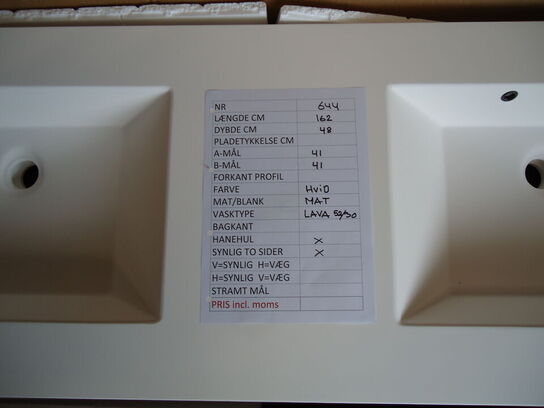 NR 644
LÆNGDE CM 162
DYBDE CM 48
PLADETYKKELSE CM
A-MÅL 41
B-MÅL 41
FORKANT PROFIL
FARVE HVID
MAT/BLANK MAT
VASKTYPE LAVA 52/30
BAGKANT
HANEHUL X
SYNLIG TO SIDER X
V=SYNLIG H=VÆG
H=SYNLIG V=VÆG
STRAMT MÅL
PRIS incl. moms